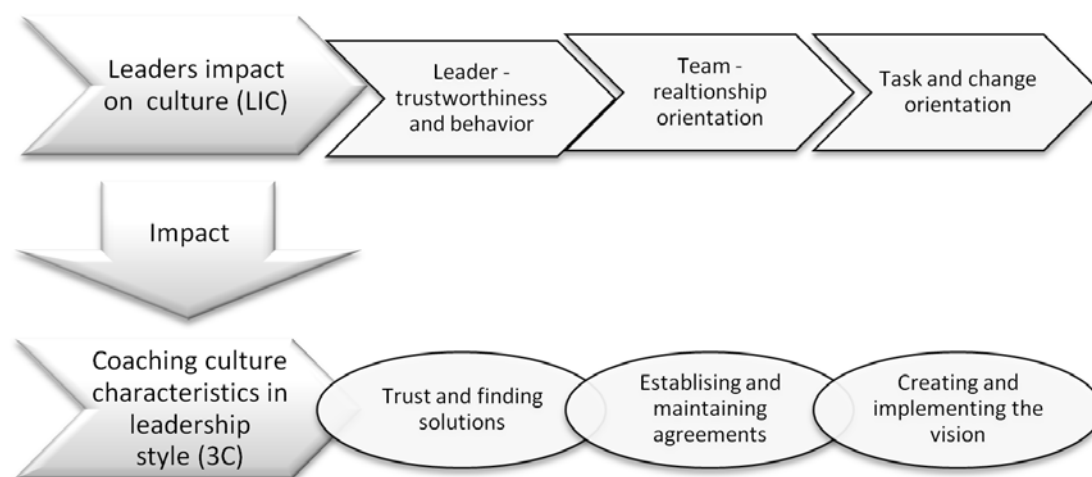 Leaders impact
on culture (LIC)
Leader -
trustworthiness
and behavior
Team -
realtionship
orientation
Task and change
orientation
Impact
Coaching culture
characteristics in
leadership
style (3C)
Trust and finding
solutions
Establising and
maintaining
agreements
Creating and
implementing the
vision